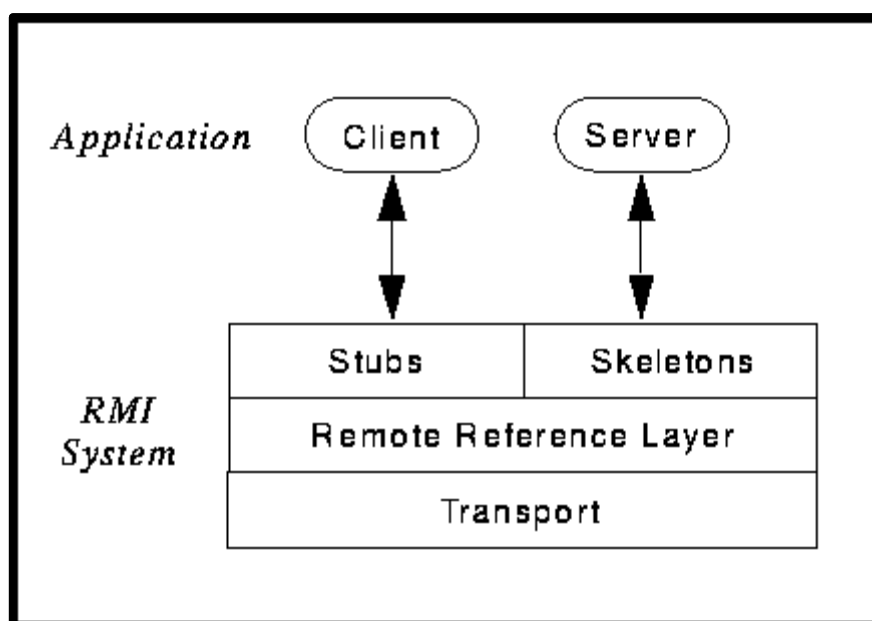 Application
Client
Server
Stubs
Skeletons
RMI
System
Remote Reference Layer
Transport